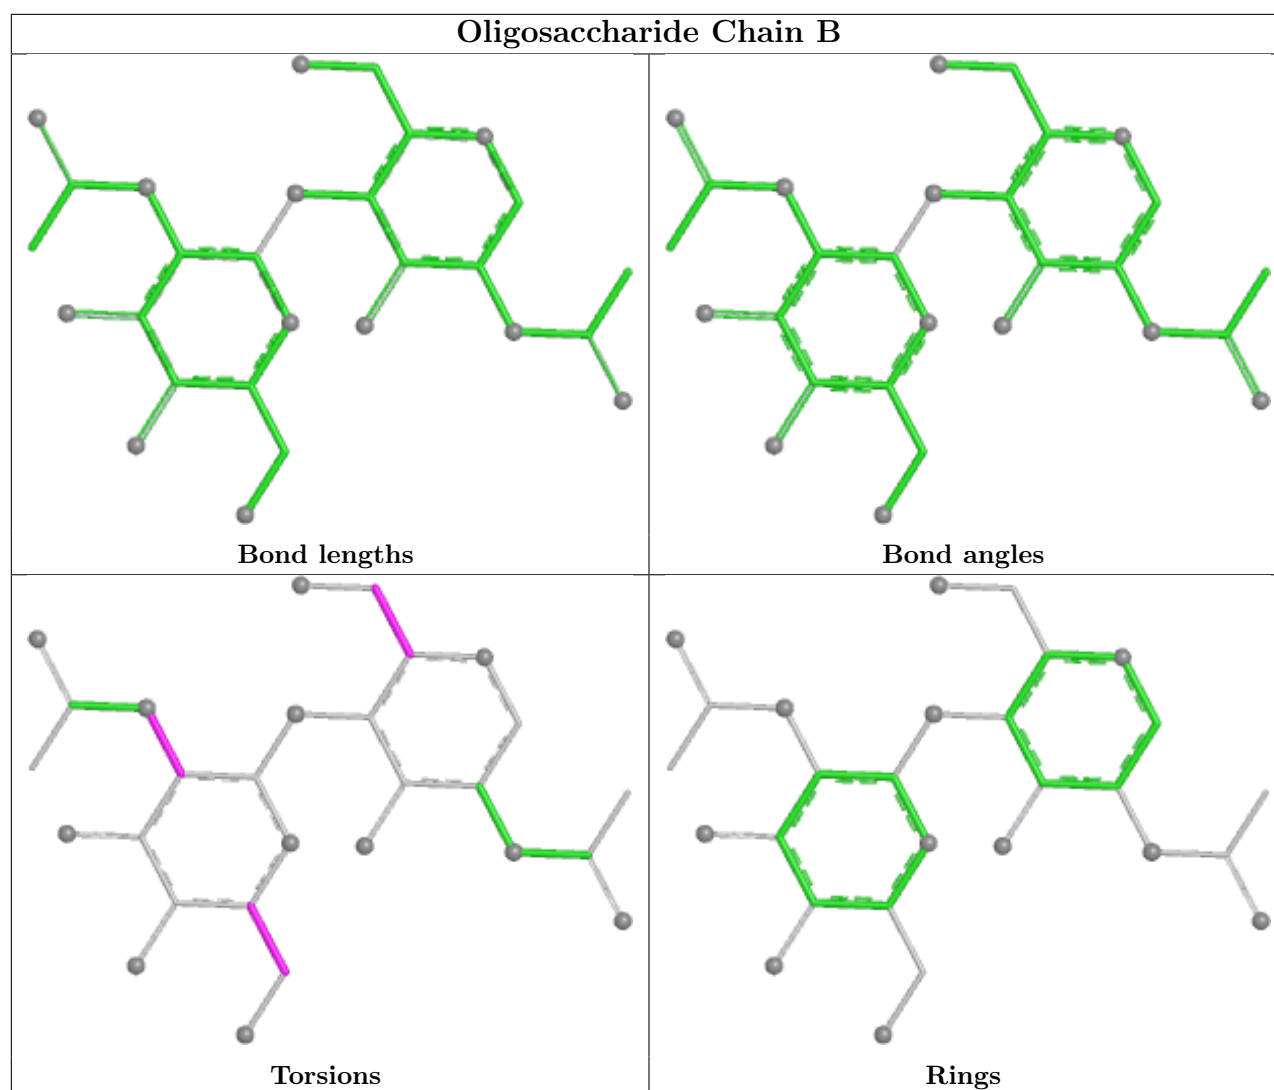 Oligosaccharide Chain B
Bond lengths
Bond angles
Torsions
Rings